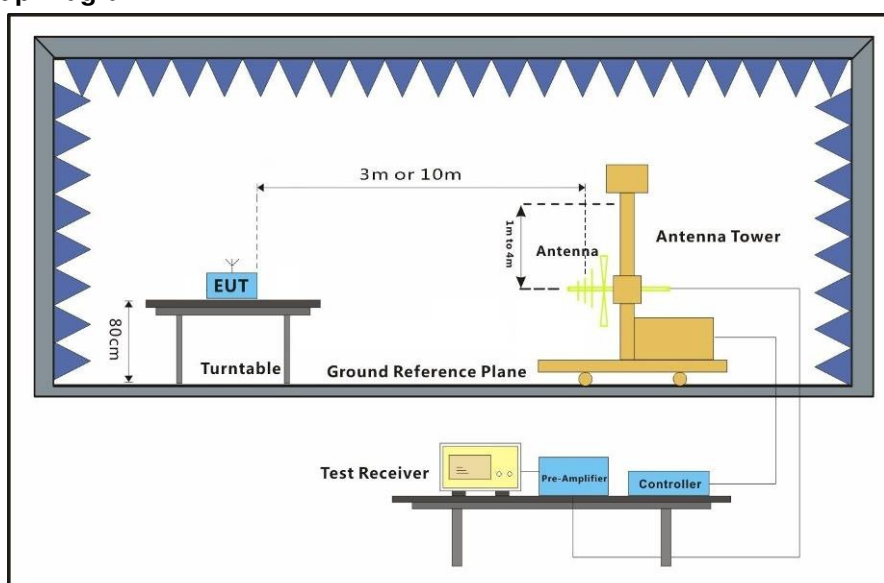 3m or 10m
1m to 4m
Antenna
Antenna Tower
EUT
80cm
Turntable
Ground Reference Plane
Test Receiver
Pre-Amplifier
Controller